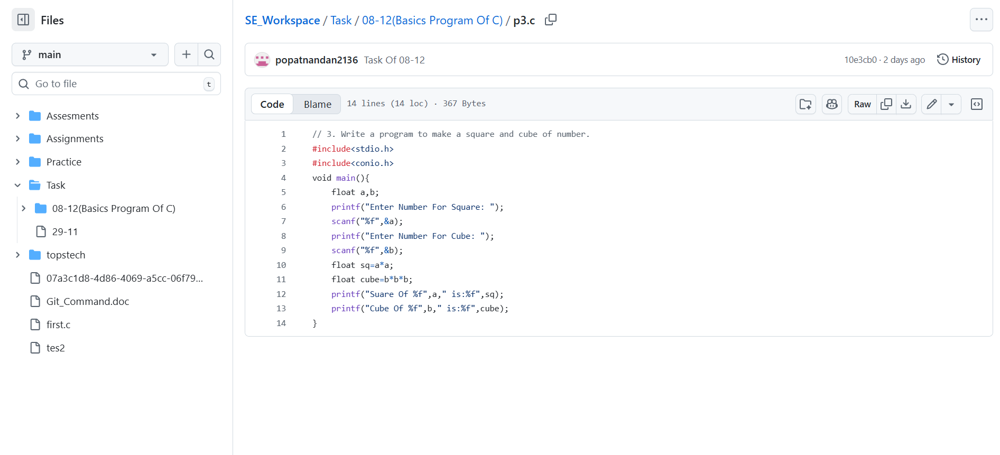 Files
main
Go to file
t
Assesments
Assignments
Practice
Task
08-12(Basics Program Of C)
29-11
topstech
07a3c1d8-4d86-4069-a5cc-06f79...
Git_Command.doc
first.c
tes2
SE_Workspace / Task / 08-12(Basics Program Of C) / p3.c
popatnandan2136 Task Of 08-12
10e3cb0 · 2 days ago
History
Code Blame 14 lines (14 loc) · 367 Bytes
Raw
1 // 3. Write a program to make a square and cube of number.
2 #include<stdio.h>
3 #include<conio.h>
4 void main(){
5 float a,b;
6 printf("Enter Number For Square: ");
7 scanf("%f",&a);
8 printf("Enter Number For Cube: ");
9 scanf("%f",&b);
10 float sq=a*a;
11 float cube=b*b*b;
12 printf("Suare Of %f",a," is:%f",sq);
13 printf("Cube Of %f",b," is:%f",cube);
14 }